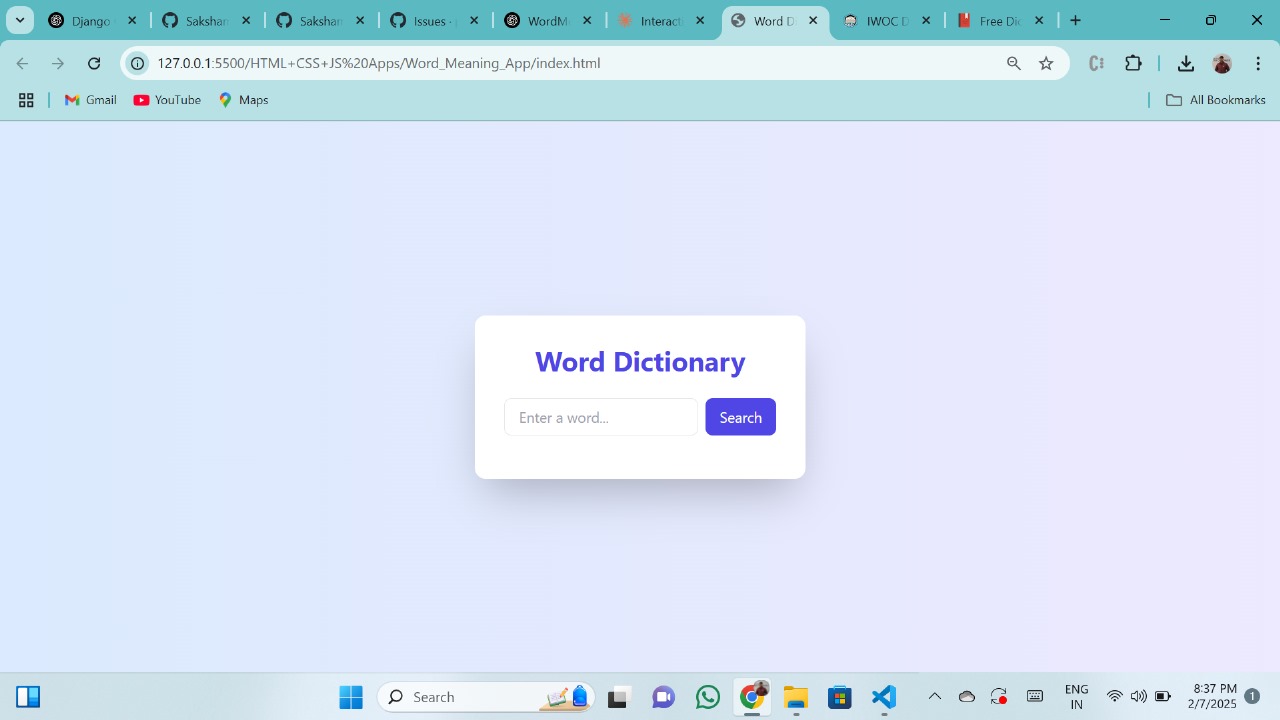 Django
Sakshan
Sakshan
Issues
WordM
Interact
Word D
IWOC D
Free Dic
127.0.0.1:5500/HTML+CSS+JS%20Apps/Word_Meaning_App/index.html
Gmail
YouTube
Maps
All Bookmarks
Word Dictionary
Enter a word...
Search
Search
ENG
IN
8:37 PM
2/7/2025
1